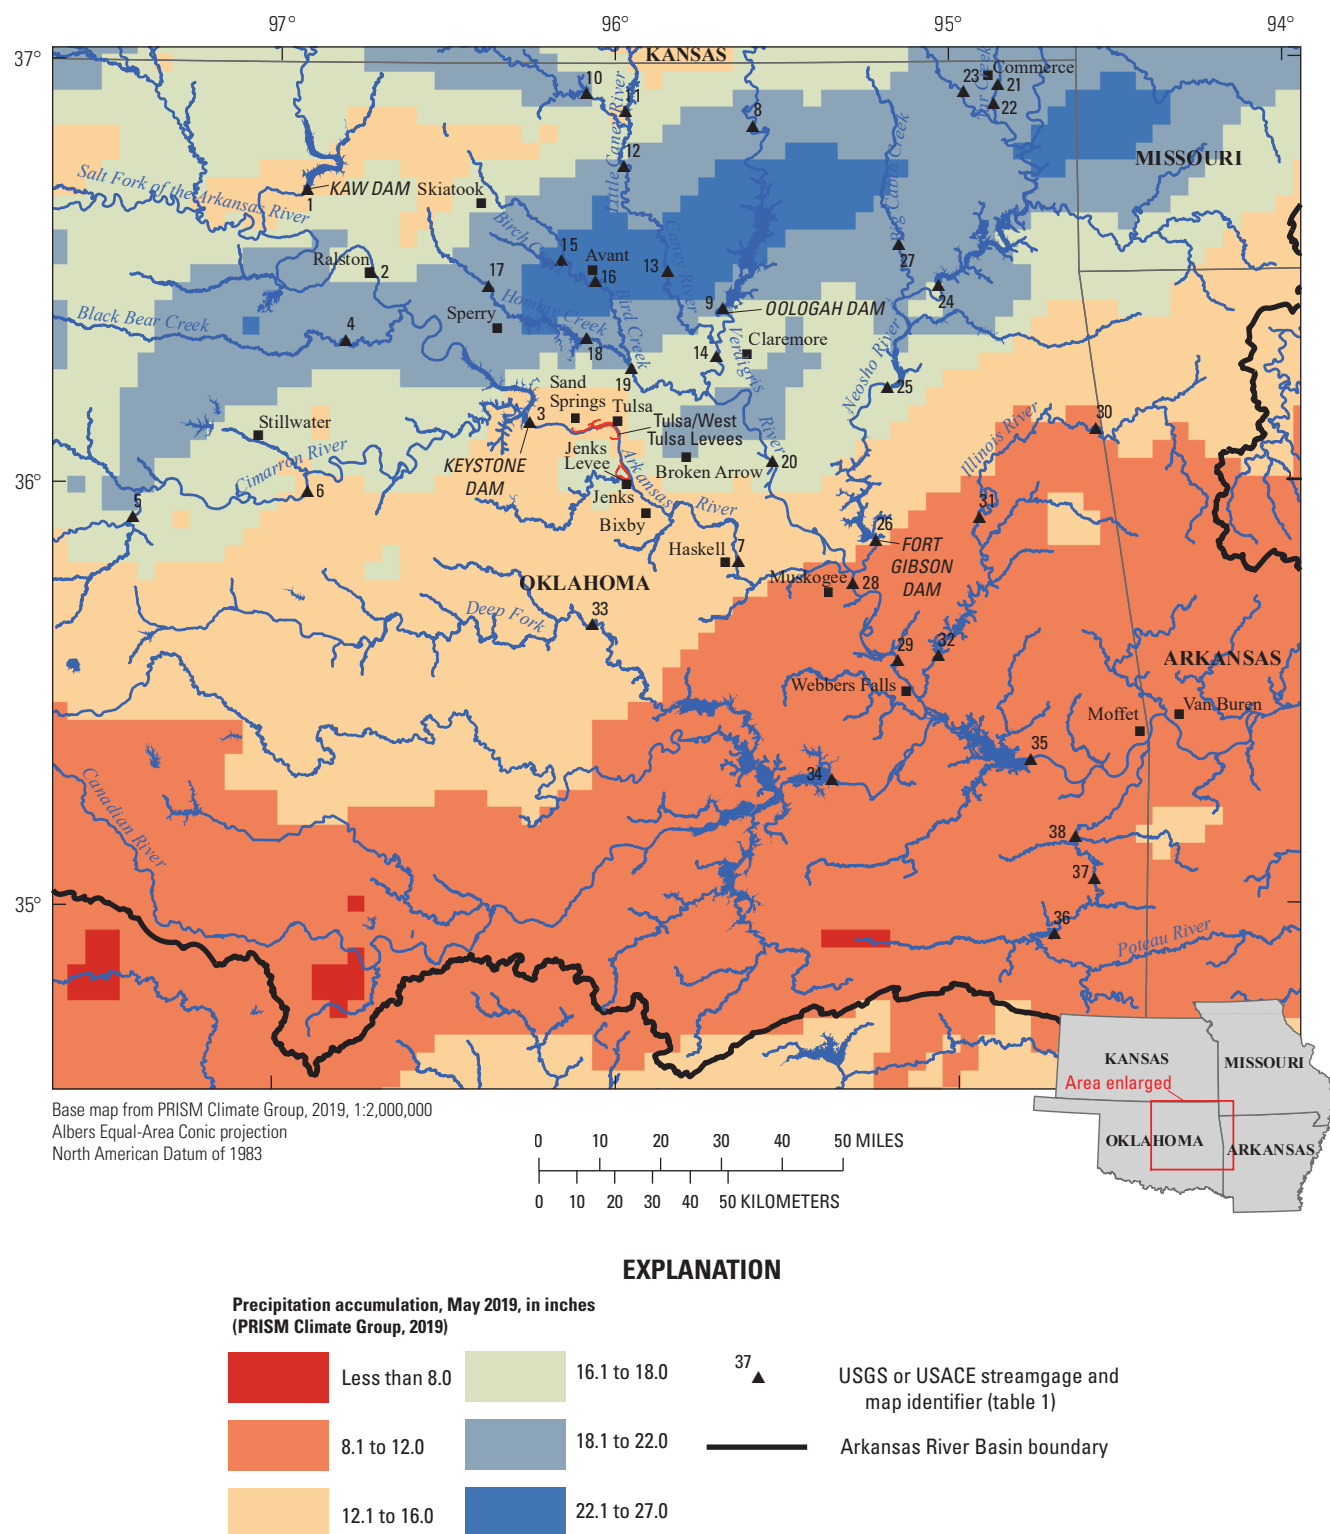 97°
96°
95°
94°
37°
KANSAS
10
11
8
23
Commerce
21
22
Tar Creek
Little Caney River
12
Big Cabin Creek
MISSOURI
Salt Fork of the Arkansas River
1
KAW DAM
Skiatook
Birch Creek
15
Avant
16
13
Caney River
27
24
Ralston
2
17
Hominy Creek
Bird Creek
9
OOLOGAH DAM
Black Bear Creek
4
Sperry
18
14
Verdigris
Claremore
Neosho River
19
25
Sand
Springs
Tulsa
3
Tulsa/West
Tulsa Levees
Illinois River
30
Stillwater
Cimarron River
KEYSTONE
DAM
Jenks
Levee
Arkansas
River
Broken Arrow
River
20
36°
5
6
Jenks
Bixby
31
Haskell
7
26
FORT
GIBSON
DAM
OKLAHOMA
Muskogee
28
Deep Fork
33
29
32
ARKANSAS
Webbers Falls
Van Buren
Moffet
35
34
Canadian River
38
37
35°
36
Poteau River
KANSAS
MISSOURI
Area enlarged
OKLAHOMA
ARKANSAS
Base map from PRISM Climate Group, 2019, 1:2,000,000
Albers Equal-Area Conic projection
North American Datum of 1983
0 10 20 30 40 50 MILES
0 10 20 30 40 50 KILOMETERS
EXPLANATION
Precipitation accumulation, May 2019, in inches
(PRISM Climate Group, 2019)
Less than 8.0
8.1 to 12.0
12.1 to 16.0
16.1 to 18.0
18.1 to 22.0
22.1 to 27.0
37
USGS or USACE streamgage and
map identifier (table 1)
Arkansas River Basin boundary